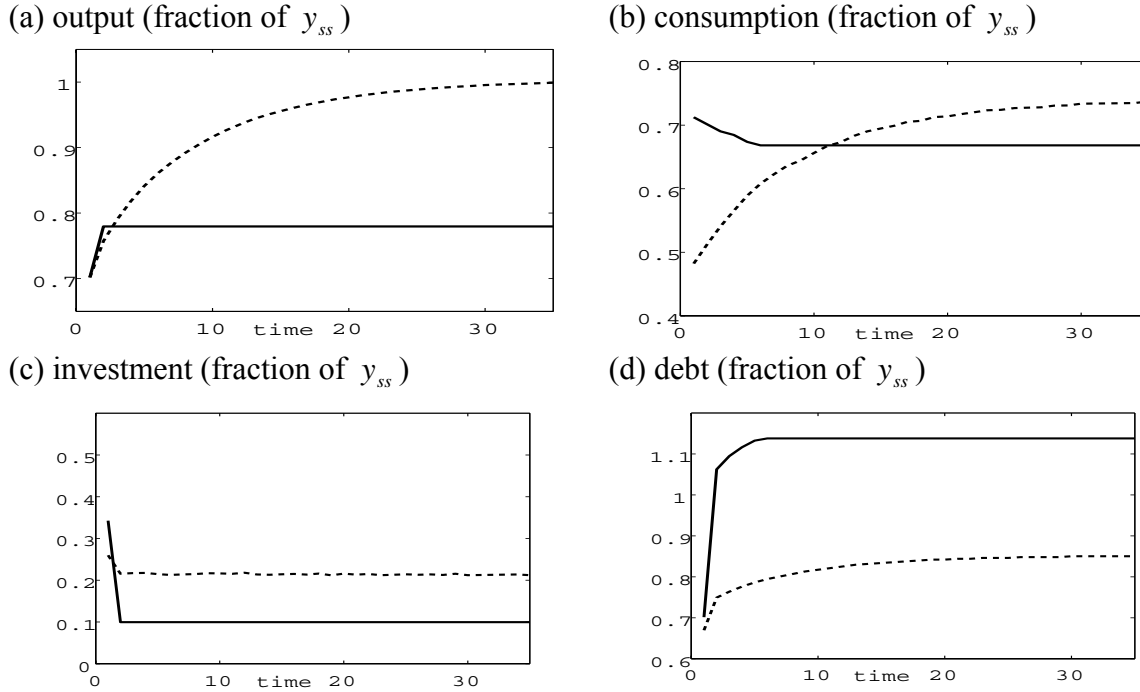 (a) output (fraction of y_ss)
1
0.9
0.8
0.7
0 10 time 20 30
(b) consumption (fraction of y_ss)
0.8
0.7
0.6
0.5
0.4
0 10 time 20 30
(c) investment (fraction of y_ss)
0.5
0.4
0.3
0.2
0.1
0
0 10 time 20 30
(d) debt (fraction of y_ss)
1.1
1
0.9
0.8
0.7
0.6
0 10 time 20 30